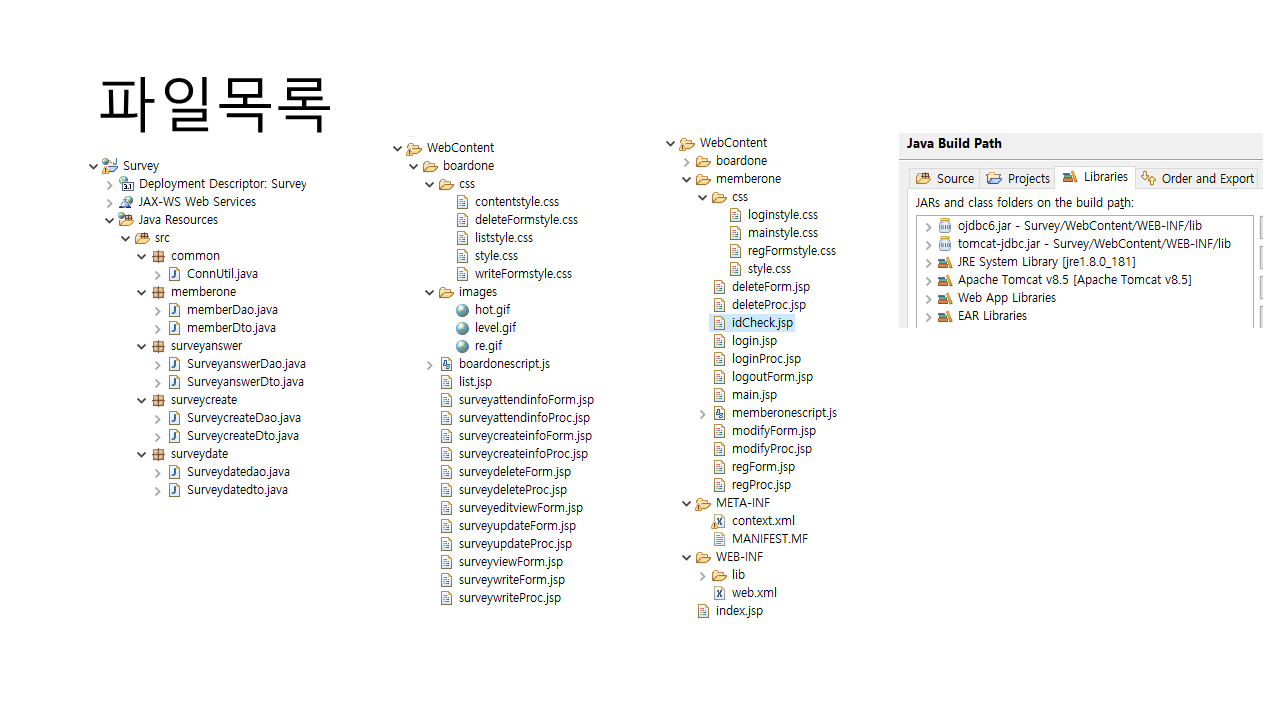 파일목록
Survey
Deployment Descriptor: Survey
JAX-WS Web Services
Java Resources
src
common
ConnUtil.java
memberone
memberDao.java
memberDto.java
surveyanswer
SurveyanswerDao.java
SurveyanswerDto.java
surveycreate
SurveycreateDao.java
SurveycreateDto.java
surveydate
Surveydatedao.java
Surveydatedto.java
WebContent
boardone
css
contentstyle.css
deleteFormstyle.css
liststyle.css
style.css
writeFormstyle.css
images
hot.gif
level.gif
re.gif
boardonescript.js
list.jsp
surveyattendinfoForm.jsp
surveyattendinfoProc.jsp
surveycreateinfoForm.jsp
surveycreateinfoProc.jsp
surveydeleteForm.jsp
surveydeleteProc.jsp
surveyeditviewForm.jsp
surveyupdateForm.jsp
surveyupdateProc.jsp
surveyviewForm.jsp
surveywriteForm.jsp
surveywriteProc.jsp
WebContent
boardone
memberone
css
loginstyle.css
mainstyle.css
regFormstyle.css
style.css
deleteForm.jsp
deleteProc.jsp
idCheck.jsp
login.jsp
loginProc.jsp
logoutForm.jsp
main.jsp
memberonescript.js
modifyForm.jsp
modifyProc.jsp
regForm.jsp
regProc.jsp
META-INF
context.xml
MANIFEST.MF
WEB-INF
lib
web.xml
index.jsp
Java Build Path
Source Projects Libraries Order and Export
JARs and class folders on the build path:
ojdbc6.jar - Survey/WebContent/WEB-INF/lib
tomcat-jdbc.jar - Survey/WebContent/WEB-INF/lib
JRE System Library [jre1.8.0_181]
Apache Tomcat v8.5 [Apache Tomcat v8.5]
Web App Libraries
EAR Libraries